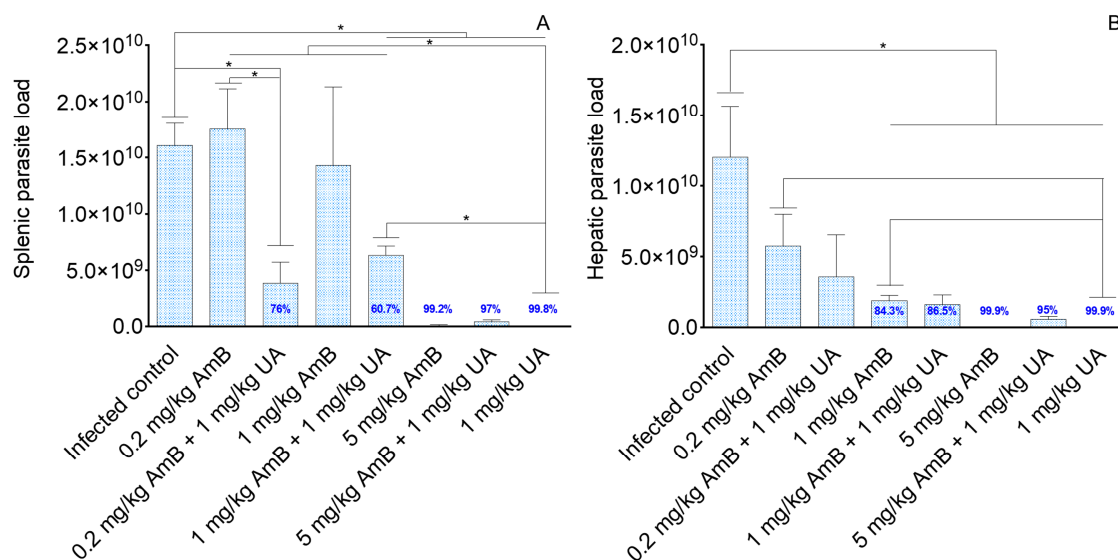 A
Splenic parasite load
2.5×10¹⁰
2.0×10¹⁰
1.5×10¹⁰
1.0×10¹⁰
5.0×10⁹
0.0
*
*
*
*
*
76%
60.7%
99.2%
97%
99.8%
Infected control
0.2 mg/kg AmB
0.2 mg/kg AmB + 1 mg/kg UA
1 mg/kg AmB
1 mg/kg AmB + 1 mg/kg UA
5 mg/kg AmB
5 mg/kg AmB + 1 mg/kg UA
1 mg/kg UA
B
Hepatic parasite load
2.0×10¹⁰
1.5×10¹⁰
1.0×10¹⁰
5.0×10⁹
0.0
*
84.3%
86.5%
99.9%
95%
99.9%
Infected control
0.2 mg/kg AmB
0.2 mg/kg AmB + 1 mg/kg UA
1 mg/kg AmB
1 mg/kg AmB + 1 mg/kg UA
5 mg/kg AmB
5 mg/kg AmB + 1 mg/kg UA
1 mg/kg UA